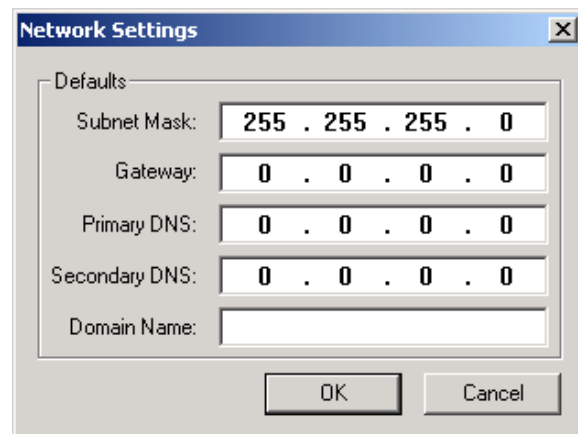 Network Settings
Defaults
Subnet Mask: 255 . 255 . 255 . 0
Gateway: 0 . 0 . 0 . 0
Primary DNS: 0 . 0 . 0 . 0
Secondary DNS: 0 . 0 . 0 . 0
Domain Name:
OK Cancel